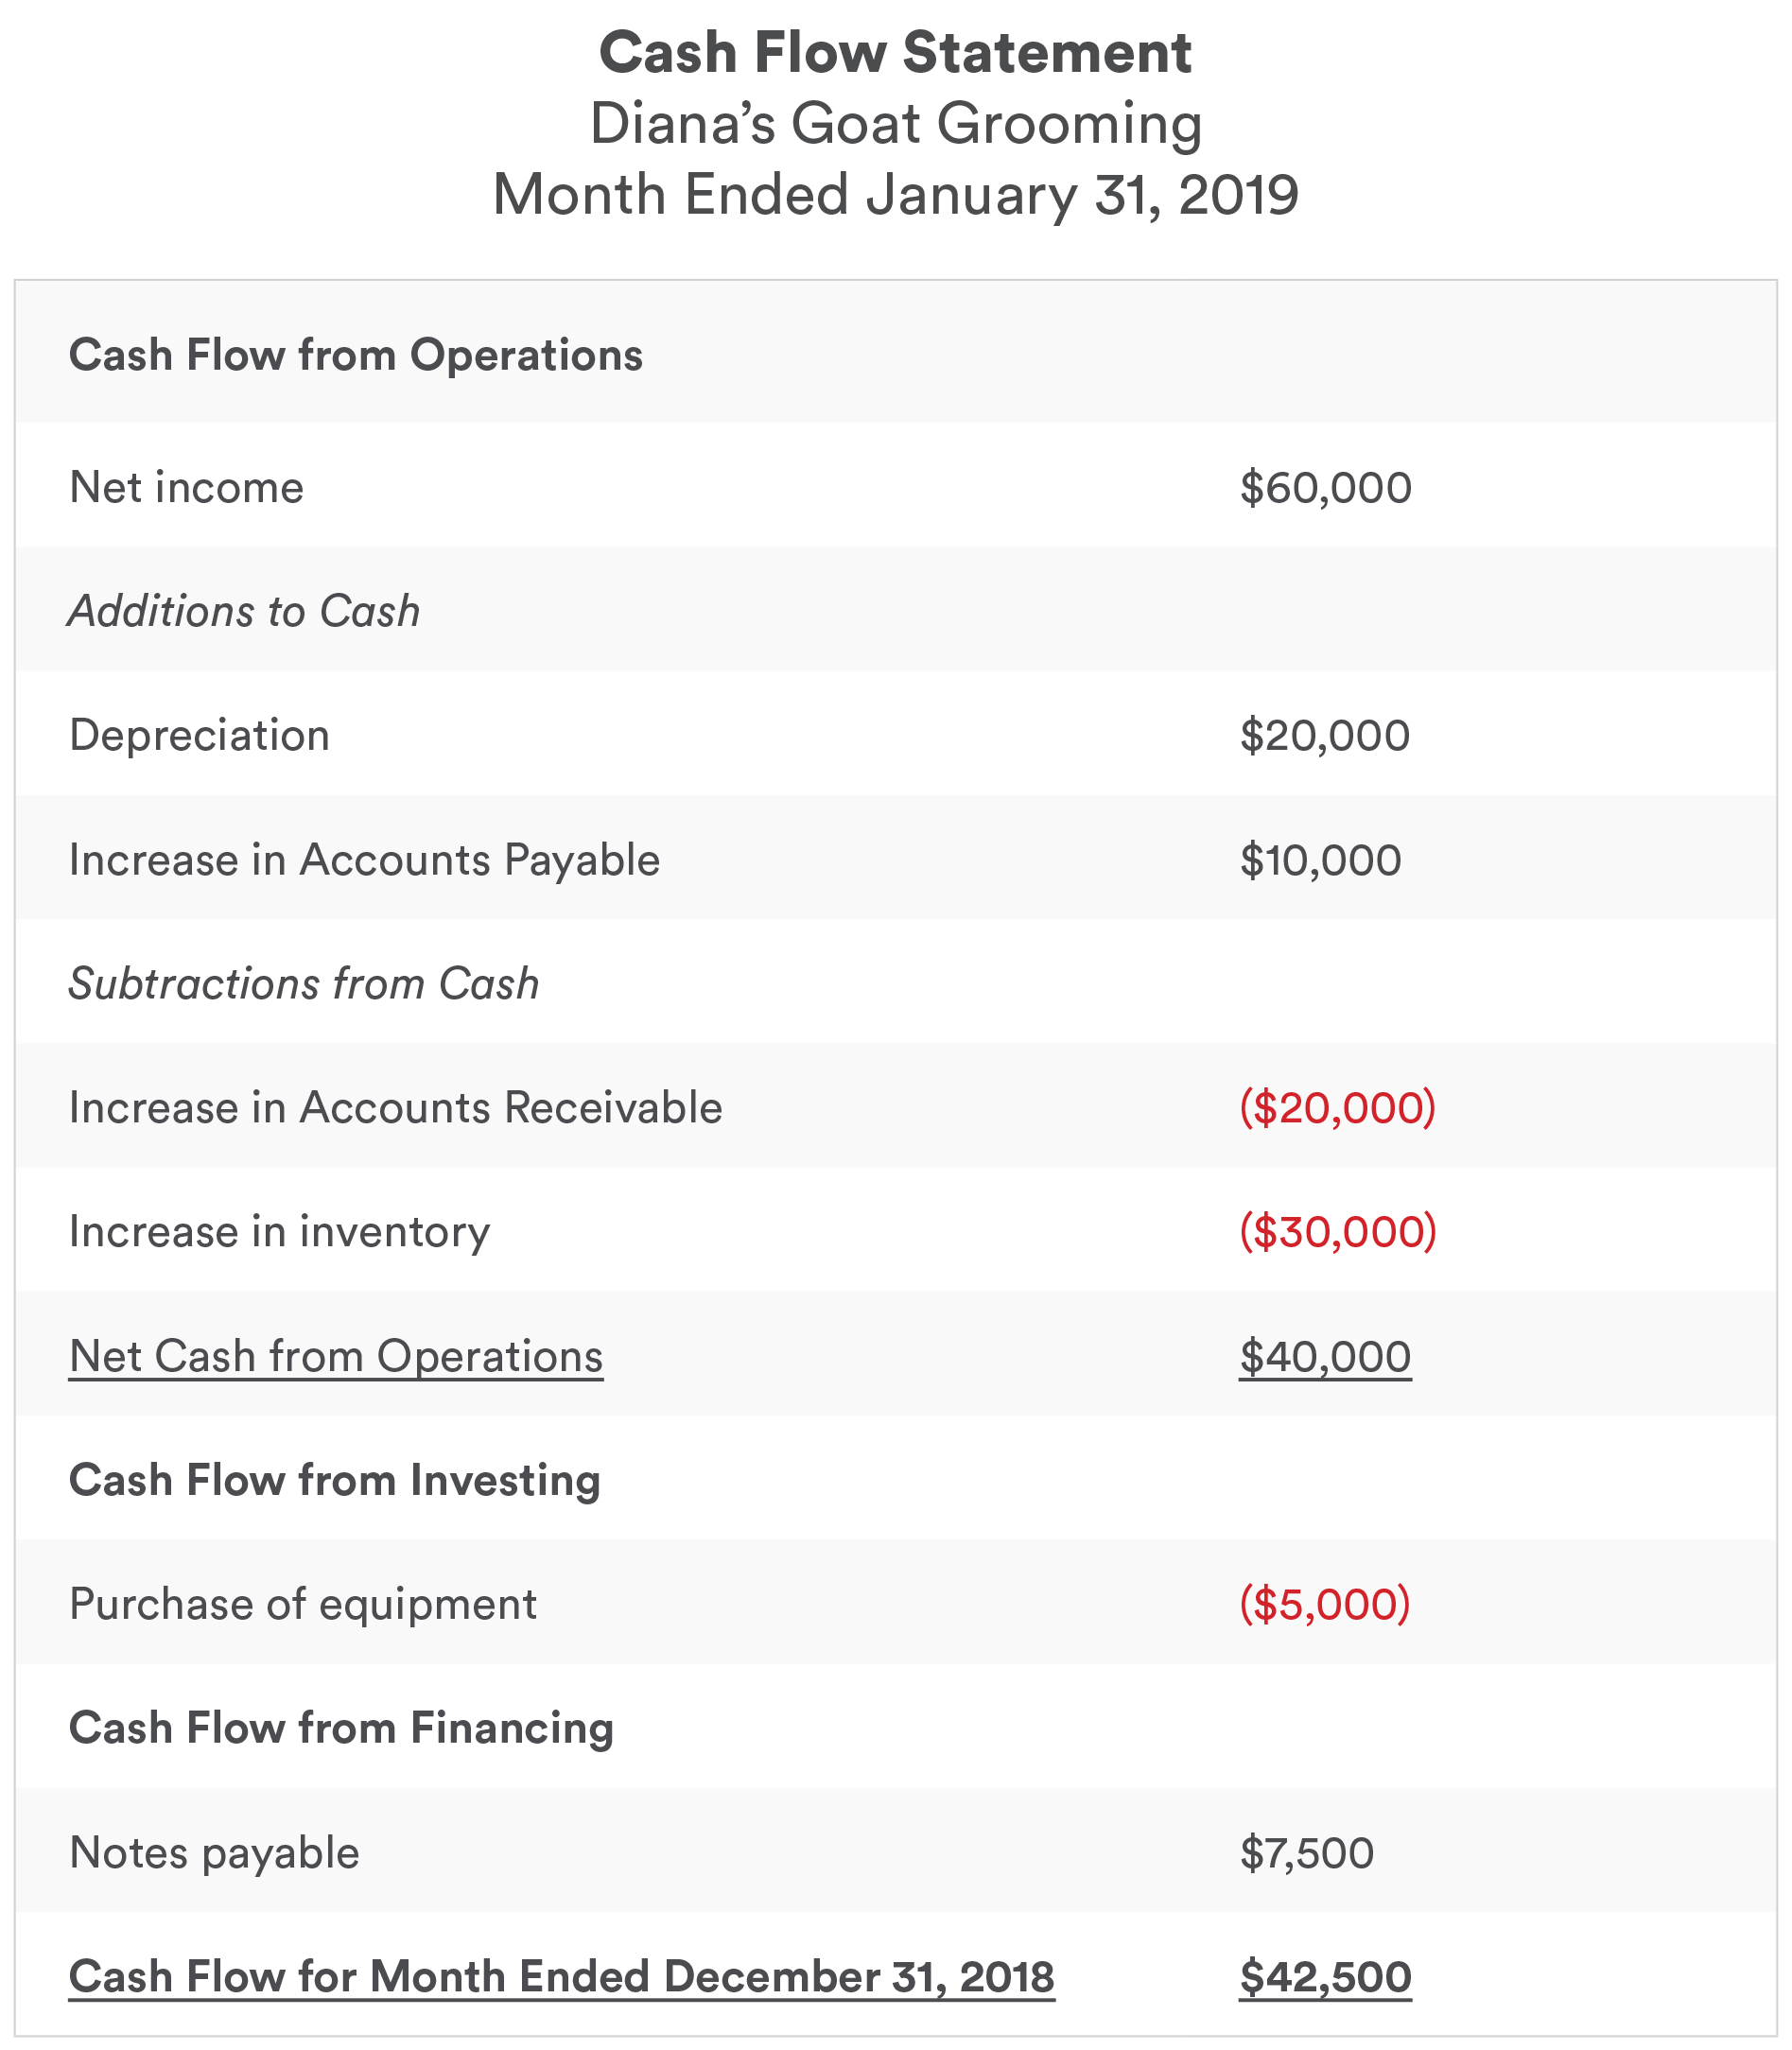 Cash Flow Statement
Diana’s Goat Grooming
Month Ended January 31, 2019
Cash Flow from Operations
Net income $60,000
Additions to Cash
Depreciation $20,000
Increase in Accounts Payable $10,000
Subtractions from Cash
Increase in Accounts Receivable ($20,000)
Increase in inventory ($30,000)
Net Cash from Operations $40,000
Cash Flow from Investing
Purchase of equipment ($5,000)
Cash Flow from Financing
Notes payable $7,500
Cash Flow for Month Ended December 31, 2018 $42,500